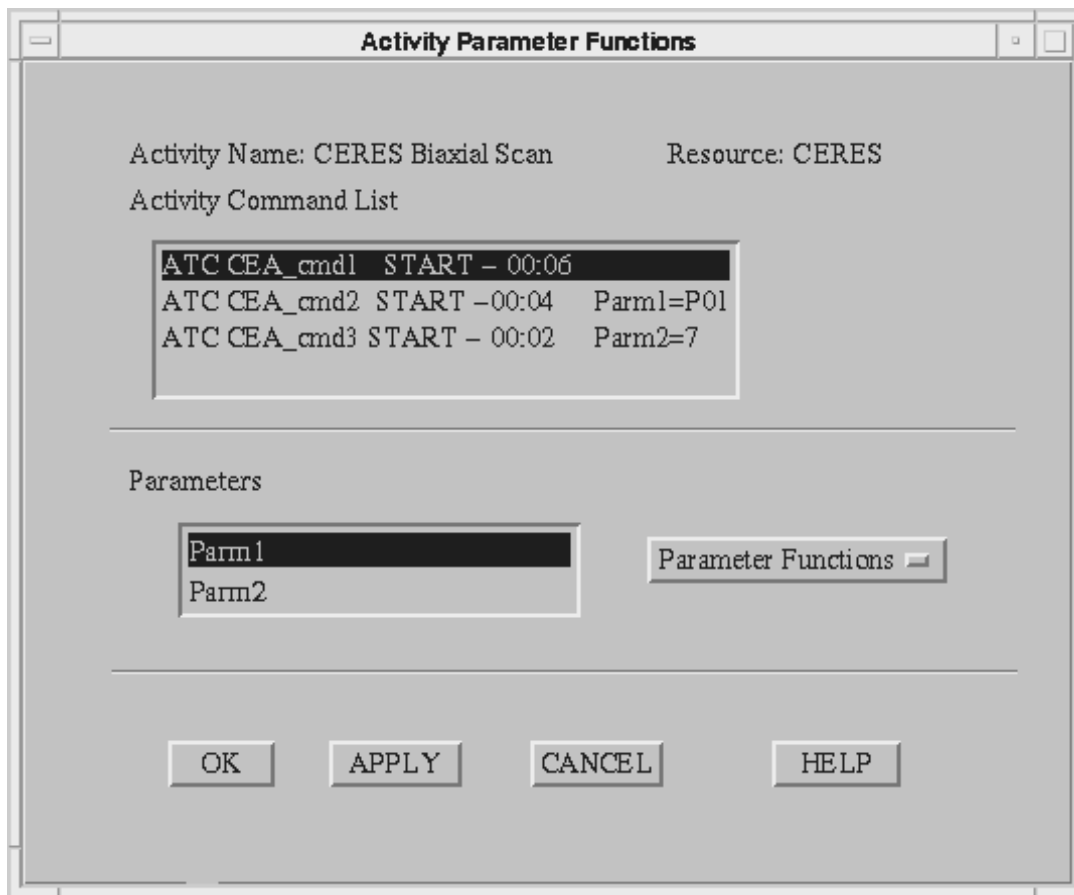 Activity Parameter Functions
Activity Name: CERES Biaxial Scan Resource: CERES
Activity Command List
ATC CEA_cmd1 START – 00:06
ATC CEA_cmd2 START –00:04 Parm1=P01
ATC CEA_cmd3 START – 00:02 Parm2=7
Parameters
Parm1
Parm2
Parameter Functions
OK APPLY CANCEL HELP